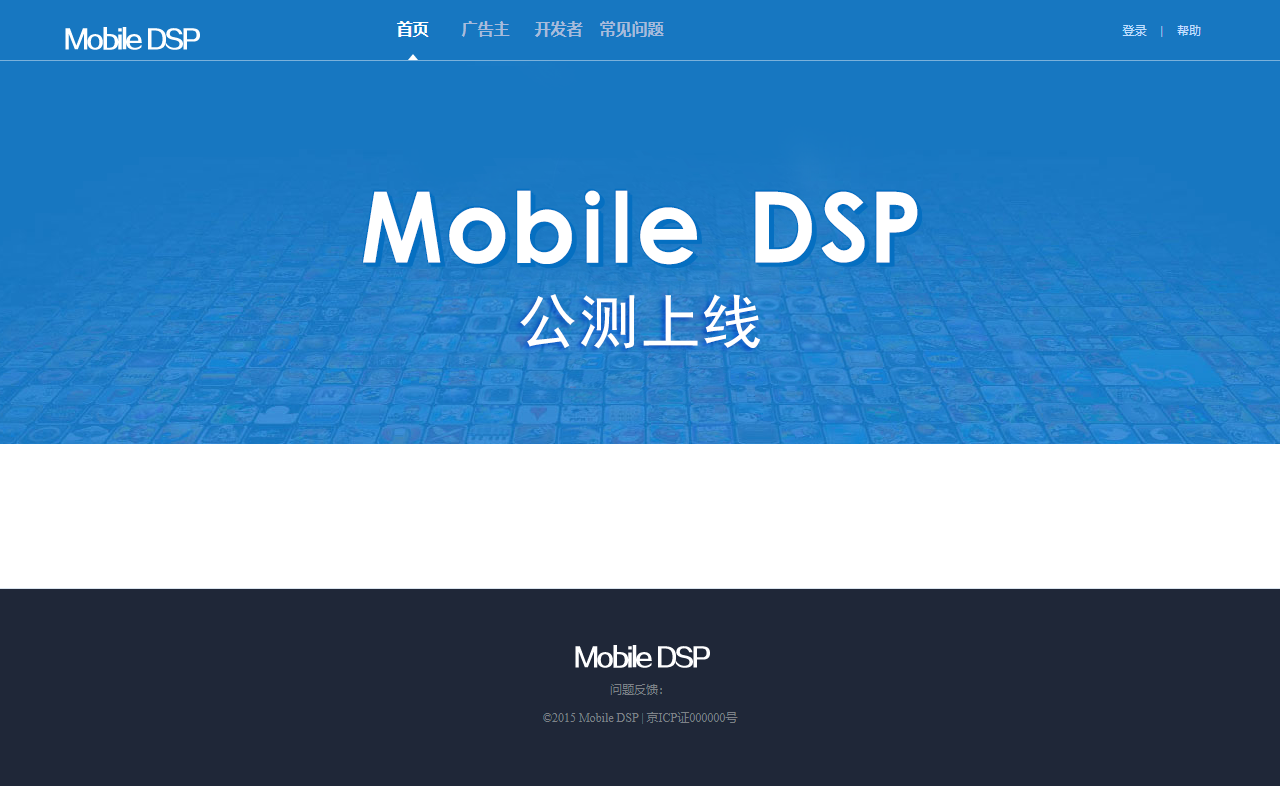 Mobile DSP
首页 广告主 开发者 常见问题
登录 | 帮助
Mobile DSP
公测上线
bg
Mobile DSP
问题反馈：
©2015 Mobile DSP | 京ICP证000000号